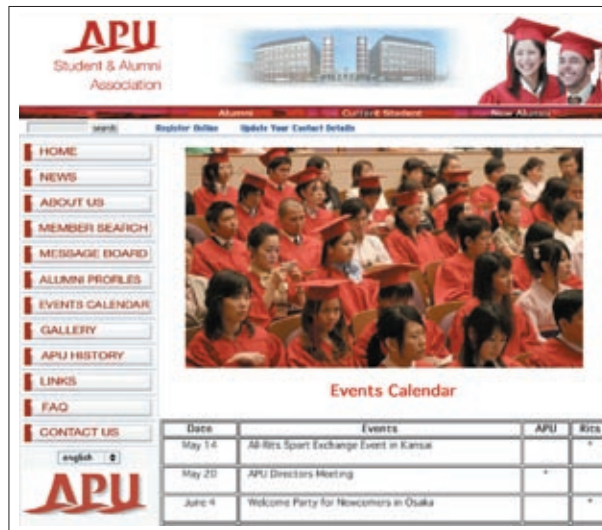 APU
Student & Alumni
Association
Alumni Current Student New Alumni
search Register Online Update Your Contact Details
HOME
NEWS
ABOUT US
MEMBER SEARCH
MESSAGE BOARD
ALUMNI PROFILES
EVENTS CALENDAR
GALLERY
APU HISTORY
LINKS
FAQ
CONTACT US
english
APU
Events Calendar
Date Events APU Rits
May 14 All-Rits Sport Exchange Event in Kansai *
May 20 APU Directors Meeting *
June 4 Welcome Party for Newcomers in Osaka *